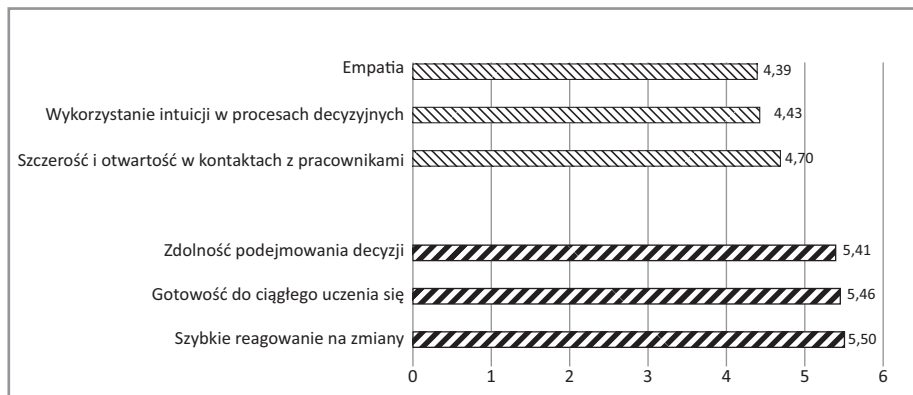 Empatia 4,39
Wykorzystanie intuicji w procesach decyzyjnych 4,43
Szczerość i otwartość w kontaktach z pracownikami 4,70
Zdolność podejmowania decyzji 5,41
Gotowość do ciągłego uczenia się 5,46
Szybkie reagowanie na zmiany 5,50
0 1 2 3 4 5 6